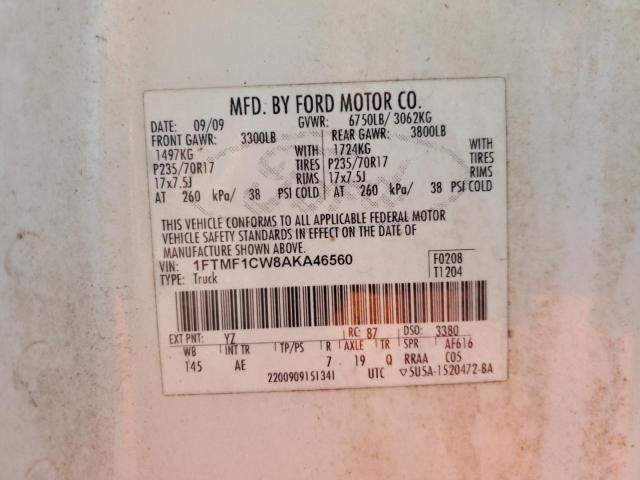 MFD. BY FORD MOTOR CO.
DATE: 09/09 GVWR: 6750LB/ 3062KG
FRONT GAWR: 3300LB REAR GAWR: 3800LB
1497KG WITH 1724KG WITH
P235/70R17 TIRES P235/70R17 TIRES
17x7.5J RIMS 17x7.5J RIMS
AT 260 kPa/ 38 PSI COLD AT 260 kPa/ 38 PSI COLD
THIS VEHICLE CONFORMS TO ALL APPLICABLE FEDERAL MOTOR
VEHICLE SAFETY STANDARDS IN EFFECT ON THE DATE OF
MANUFACTURE SHOWN ABOVE.
VIN: 1FTMF1CW8AKA46560 F0208
TYPE: Truck T1204
EXT PNT: YZ RC: 87 DSO: 3380
WB INT TR TP/PS R AXLE TR SPR AF616
145 AE 7 19 Q RRAA C05
2200909151341 UTC ▽5U5A-1520472-BA